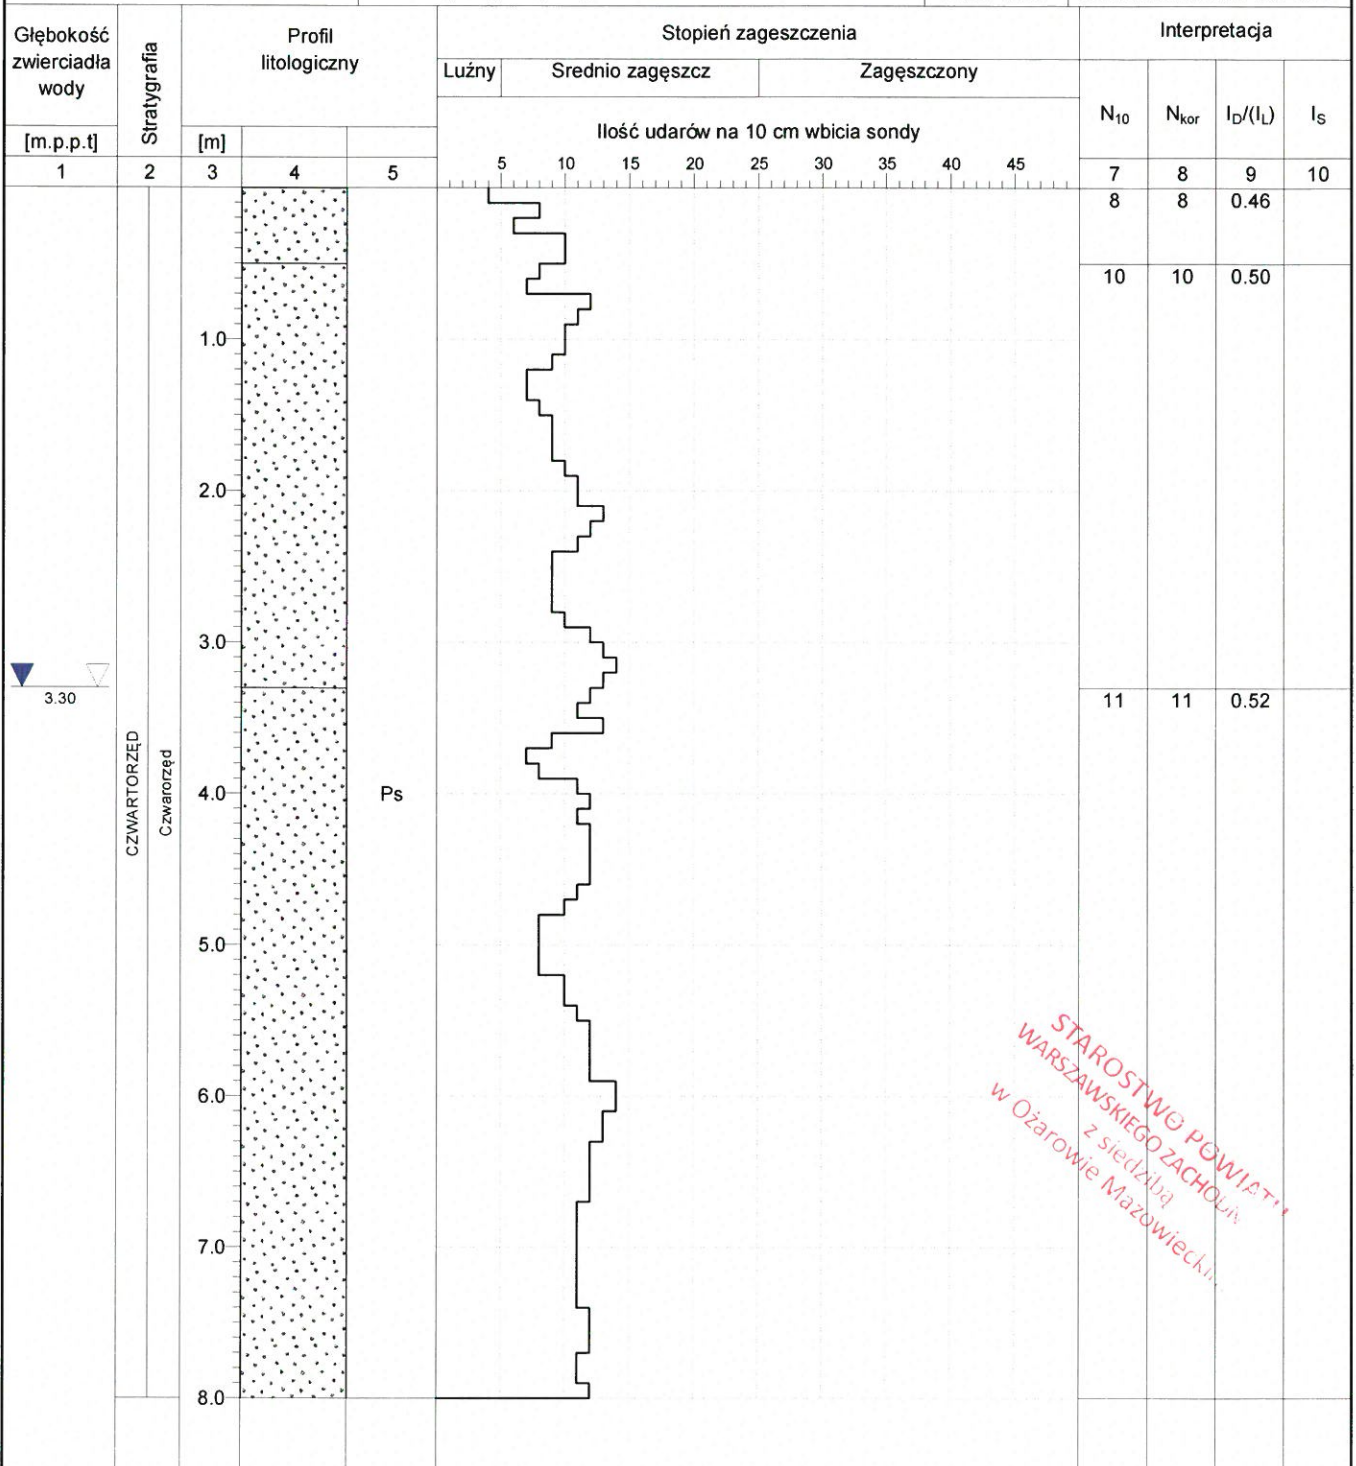 Głębokość
zwierciadła
wody
[m.p.p.t]
Stratygrafia
Profil
litologiczny
[m]
Stopień zageszczenia
Luźny Srednio zagęszcz Zagęszczony
Ilość udarów na 10 cm wbicia sondy
5 10 15 20 25 30 35 40 45
Interpretacja
N10 Nkor ID/(IL) IS
1 2 3 4 5 7 8 9 10
8 8 0.46
10 10 0.50
1.0
2.0
3.0
3.30
11 11 0.52
CZWARTORZĘD
Czwarorzęd
4.0
Ps
5.0
6.0
7.0
8.0
STAROSTWO POWIATU
WARSZAWSKIEGO
z siedzibą
w Ożarowie